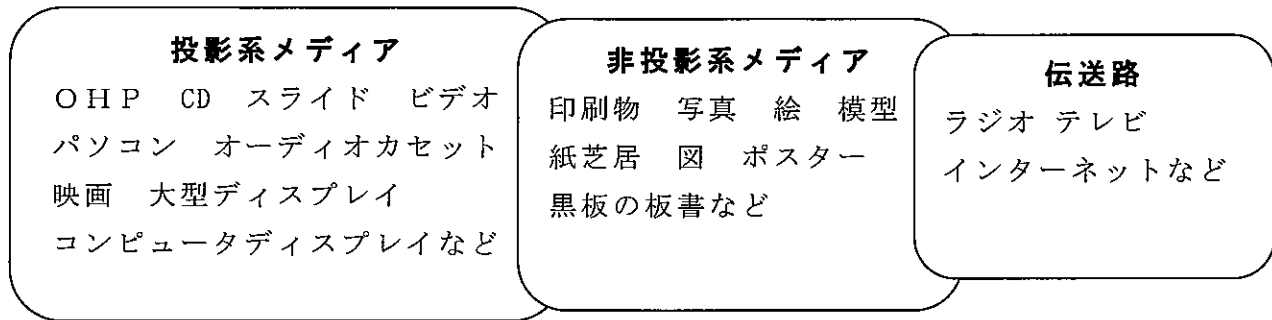 投影系メディア
OHP CD スライド ビデオ
パソコン オーディオカセット
映画 大型ディスプレイ
コンピュータディスプレイなど
非投影系メディア
印刷物 写真 絵 模型
紙芝居 図 ポスター
黒板の板書など
伝送路
ラジオ テレビ
インターネットなど